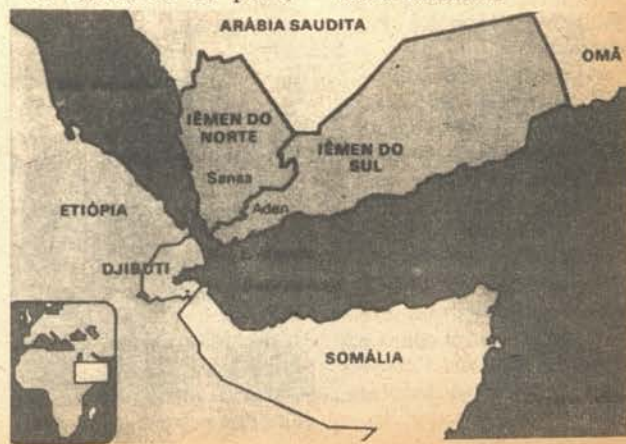 ARÁBIA SAUDITA
OMÃ
IÊMEN DO
NORTE
IÊMEN DO
SUL
Sanaa
ETIÓPIA
Aden
DJIBUTI
SOMÁLIA